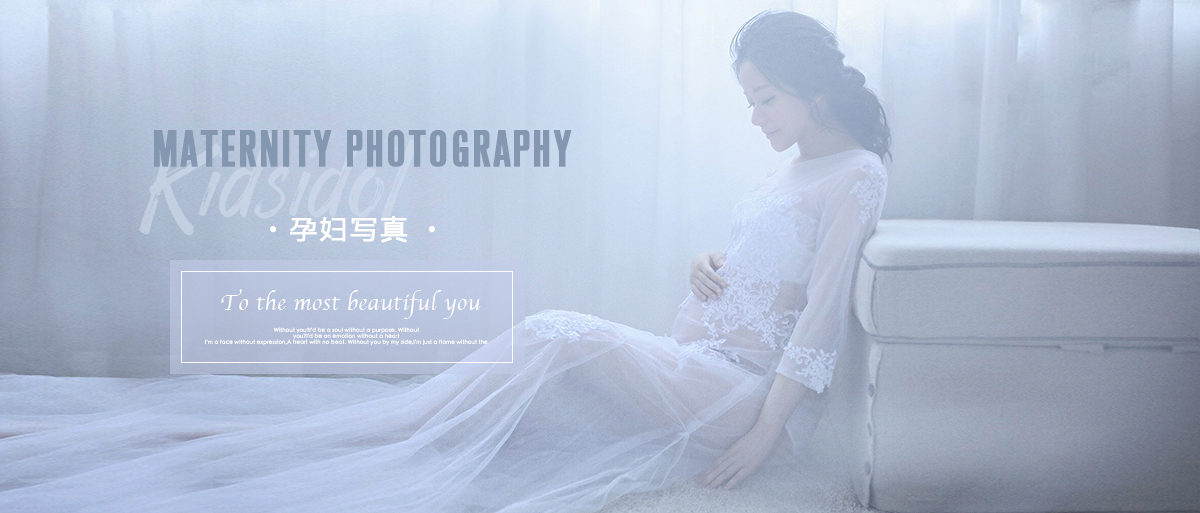 MATERNITY PHOTOGRAPHY
Kidsidol
·孕妇写真·
To the most beautiful you
Without you?I'd be a soul without a purpose. Without
you?I'd be an emotion without a heart
I'm a face without expression,A heart with no beat. Without you by my side,I'm just a flame without the